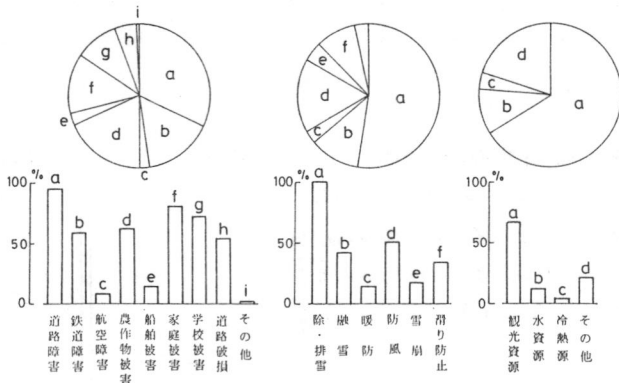 i
h
g
a
f
e
d
b
c
f
e
a
d
c
b
d
c
a
b
%
100
50
0
a
b
c
d
e
f
g
h
i
道路障害
鉄道障害
航空障害
農作物被害
船舶被害
家庭被害
学校被害
道路破損
その他
%
100
50
0
a
b
c
d
e
f
除・排雪
融雪
暖防
防風
雪崩
滑り防止
%
100
50
0
a
b
c
d
観光資源
水資源
冷熱源
その他